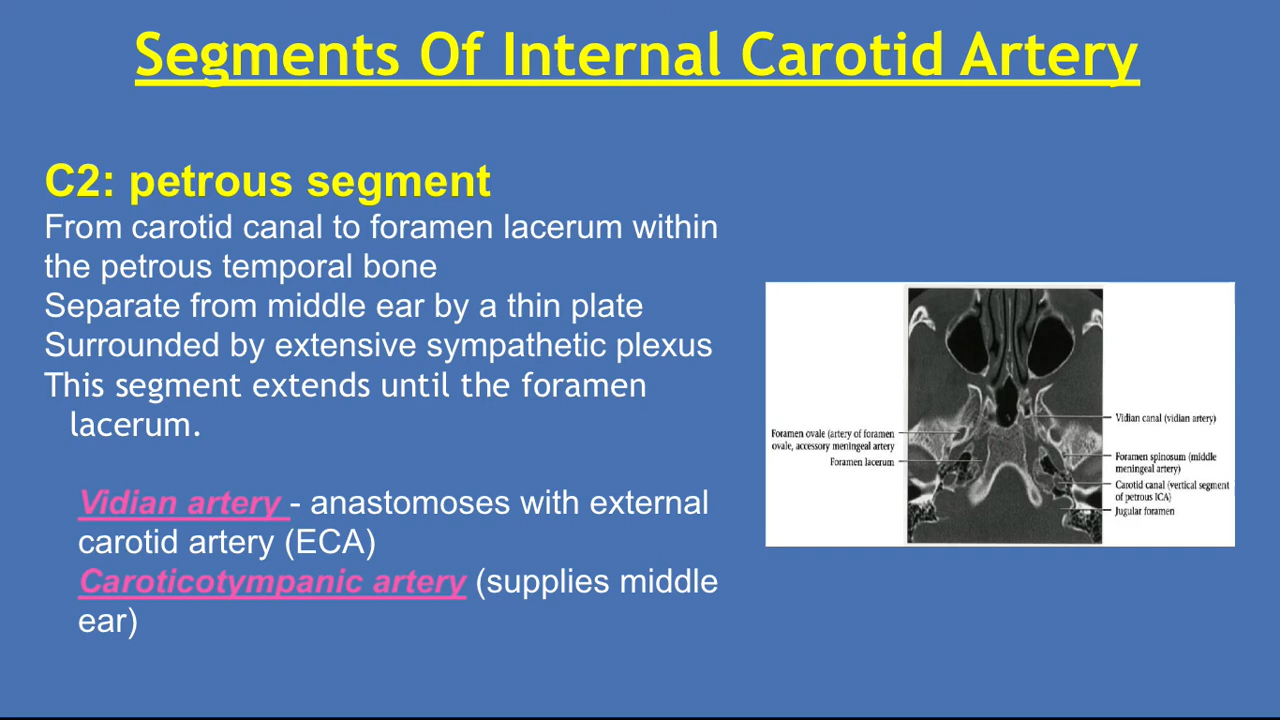 Segments Of Internal Carotid Artery
C2: petrous segment
From carotid canal to foramen lacerum within
the petrous temporal bone
Separate from middle ear by a thin plate
Surrounded by extensive sympathetic plexus
This segment extends until the foramen
lacerum.
Vidian artery - anastomoses with external
carotid artery (ECA)
Caroticotympanic artery (supplies middle
ear)
Foramen ovale (artery of foramen
ovale, accessory meningeal artery
Foramen lacerum
Vidian canal (vidian artery)
Foramen spinosum (middle
meningeal artery)
Carotid canal (vertical segment
of petrous ICA)
Jugular foramen